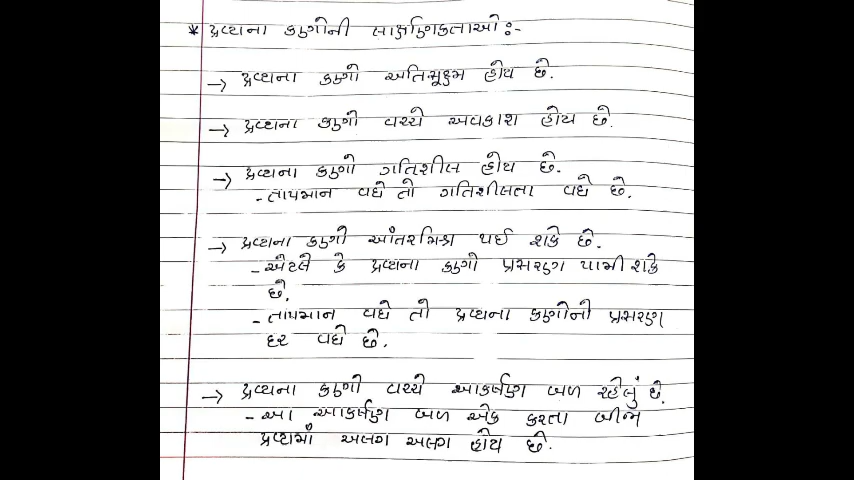 * દ્રવ્યના કણોની લાક્ષણિકતાઓ :-
→ દ્રવ્યના કણો અતિસૂક્ષ્મ હોય છે.
→ દ્રવ્યના કણો વચ્ચે અવકાશ હોય છે.
→ દ્રવ્યના કણો ગતિશીલ હોય છે.
- તાપમાન વધે તો ગતિશીલતા વધે છે.
→ દ્રવ્યના કણો આંતરમિશ્ર થઈ શકે છે.
- એટલે કે દ્રવ્યના કણો પ્રસરણ પામી શકે
છે.
- તાપમાન વધે તો દ્રવ્યના કણોનો પ્રસરણ
દર વધે છે.
→ દ્રવ્યના કણો વચ્ચે આકર્ષણ બળ રહેલું છે.
- આ આકર્ષણ બળ એક કરતા બીજા
દ્રવ્યમાં અલગ અલગ હોય છે.